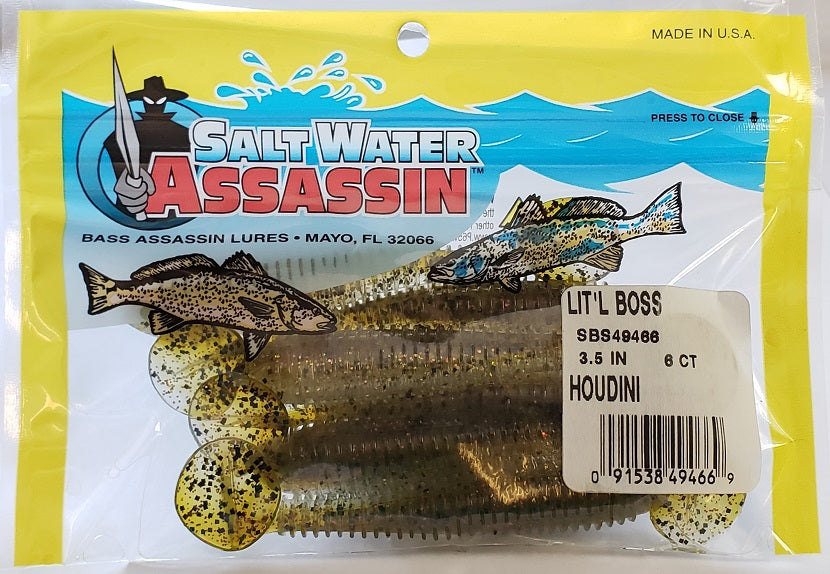 MADE IN U.S.A.
PRESS TO CLOSE
SALT WATER
ASSASSIN™
BASS ASSASSIN LURES • MAYO, FL 32066
LIT'L BOSS
SBS49466
3.5 IN 6 CT
HOUDINI
0 91538 49466 9